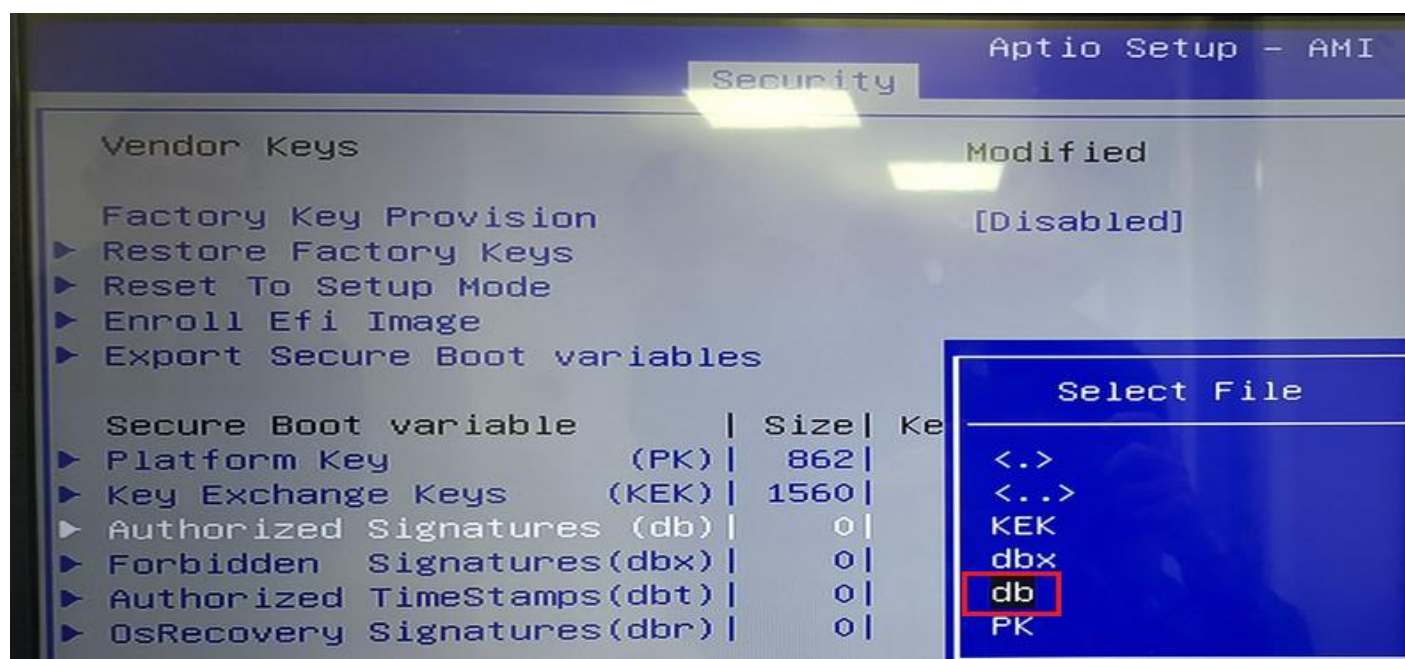 Aptio Setup - AMI
Security
Vendor Keys Modified
Factory Key Provision [Disabled]
► Restore Factory Keys
► Reset To Setup Mode
► Enroll Efi Image
► Export Secure Boot variables
Secure Boot variable | Size| Ke
► Platform Key (PK)| 862|
► Key Exchange Keys (KEK)| 1560|
► Authorized Signatures (db)| 0|
► Forbidden Signatures(dbx)| 0|
► Authorized TimeStamps(dbt)| 0|
► OsRecovery Signatures(dbr)| 0|
Select File
<.>
<..>
KEK
dbx
db
PK